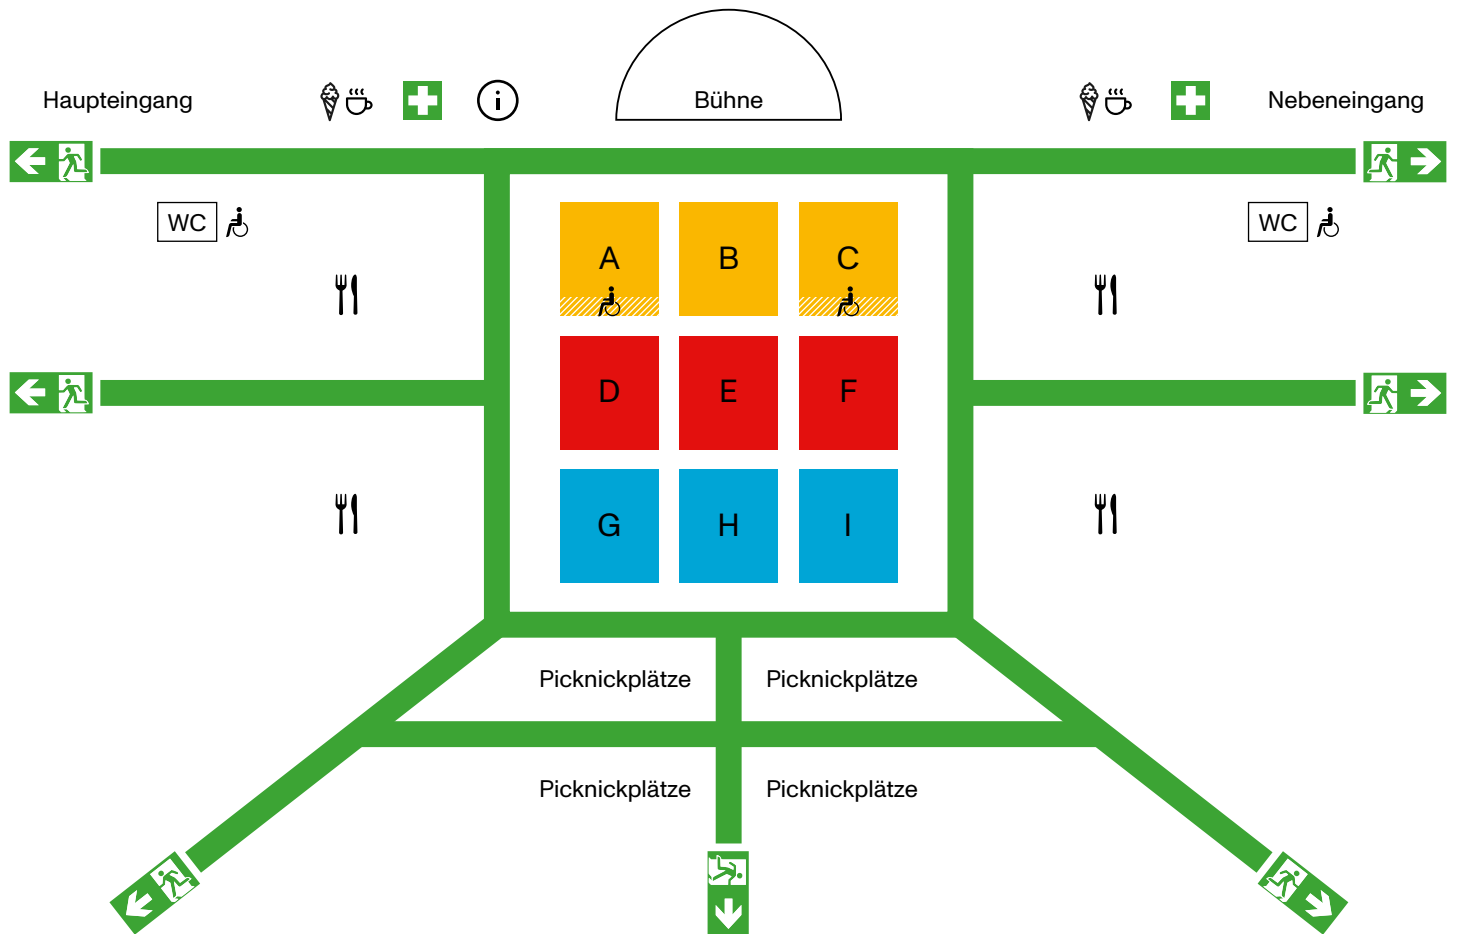 Haupteingang
i
Bühne
Nebeneingang
WC
WC
A
B
C
D
E
F
G
H
I
Picknickplätze
Picknickplätze
Picknickplätze
Picknickplätze